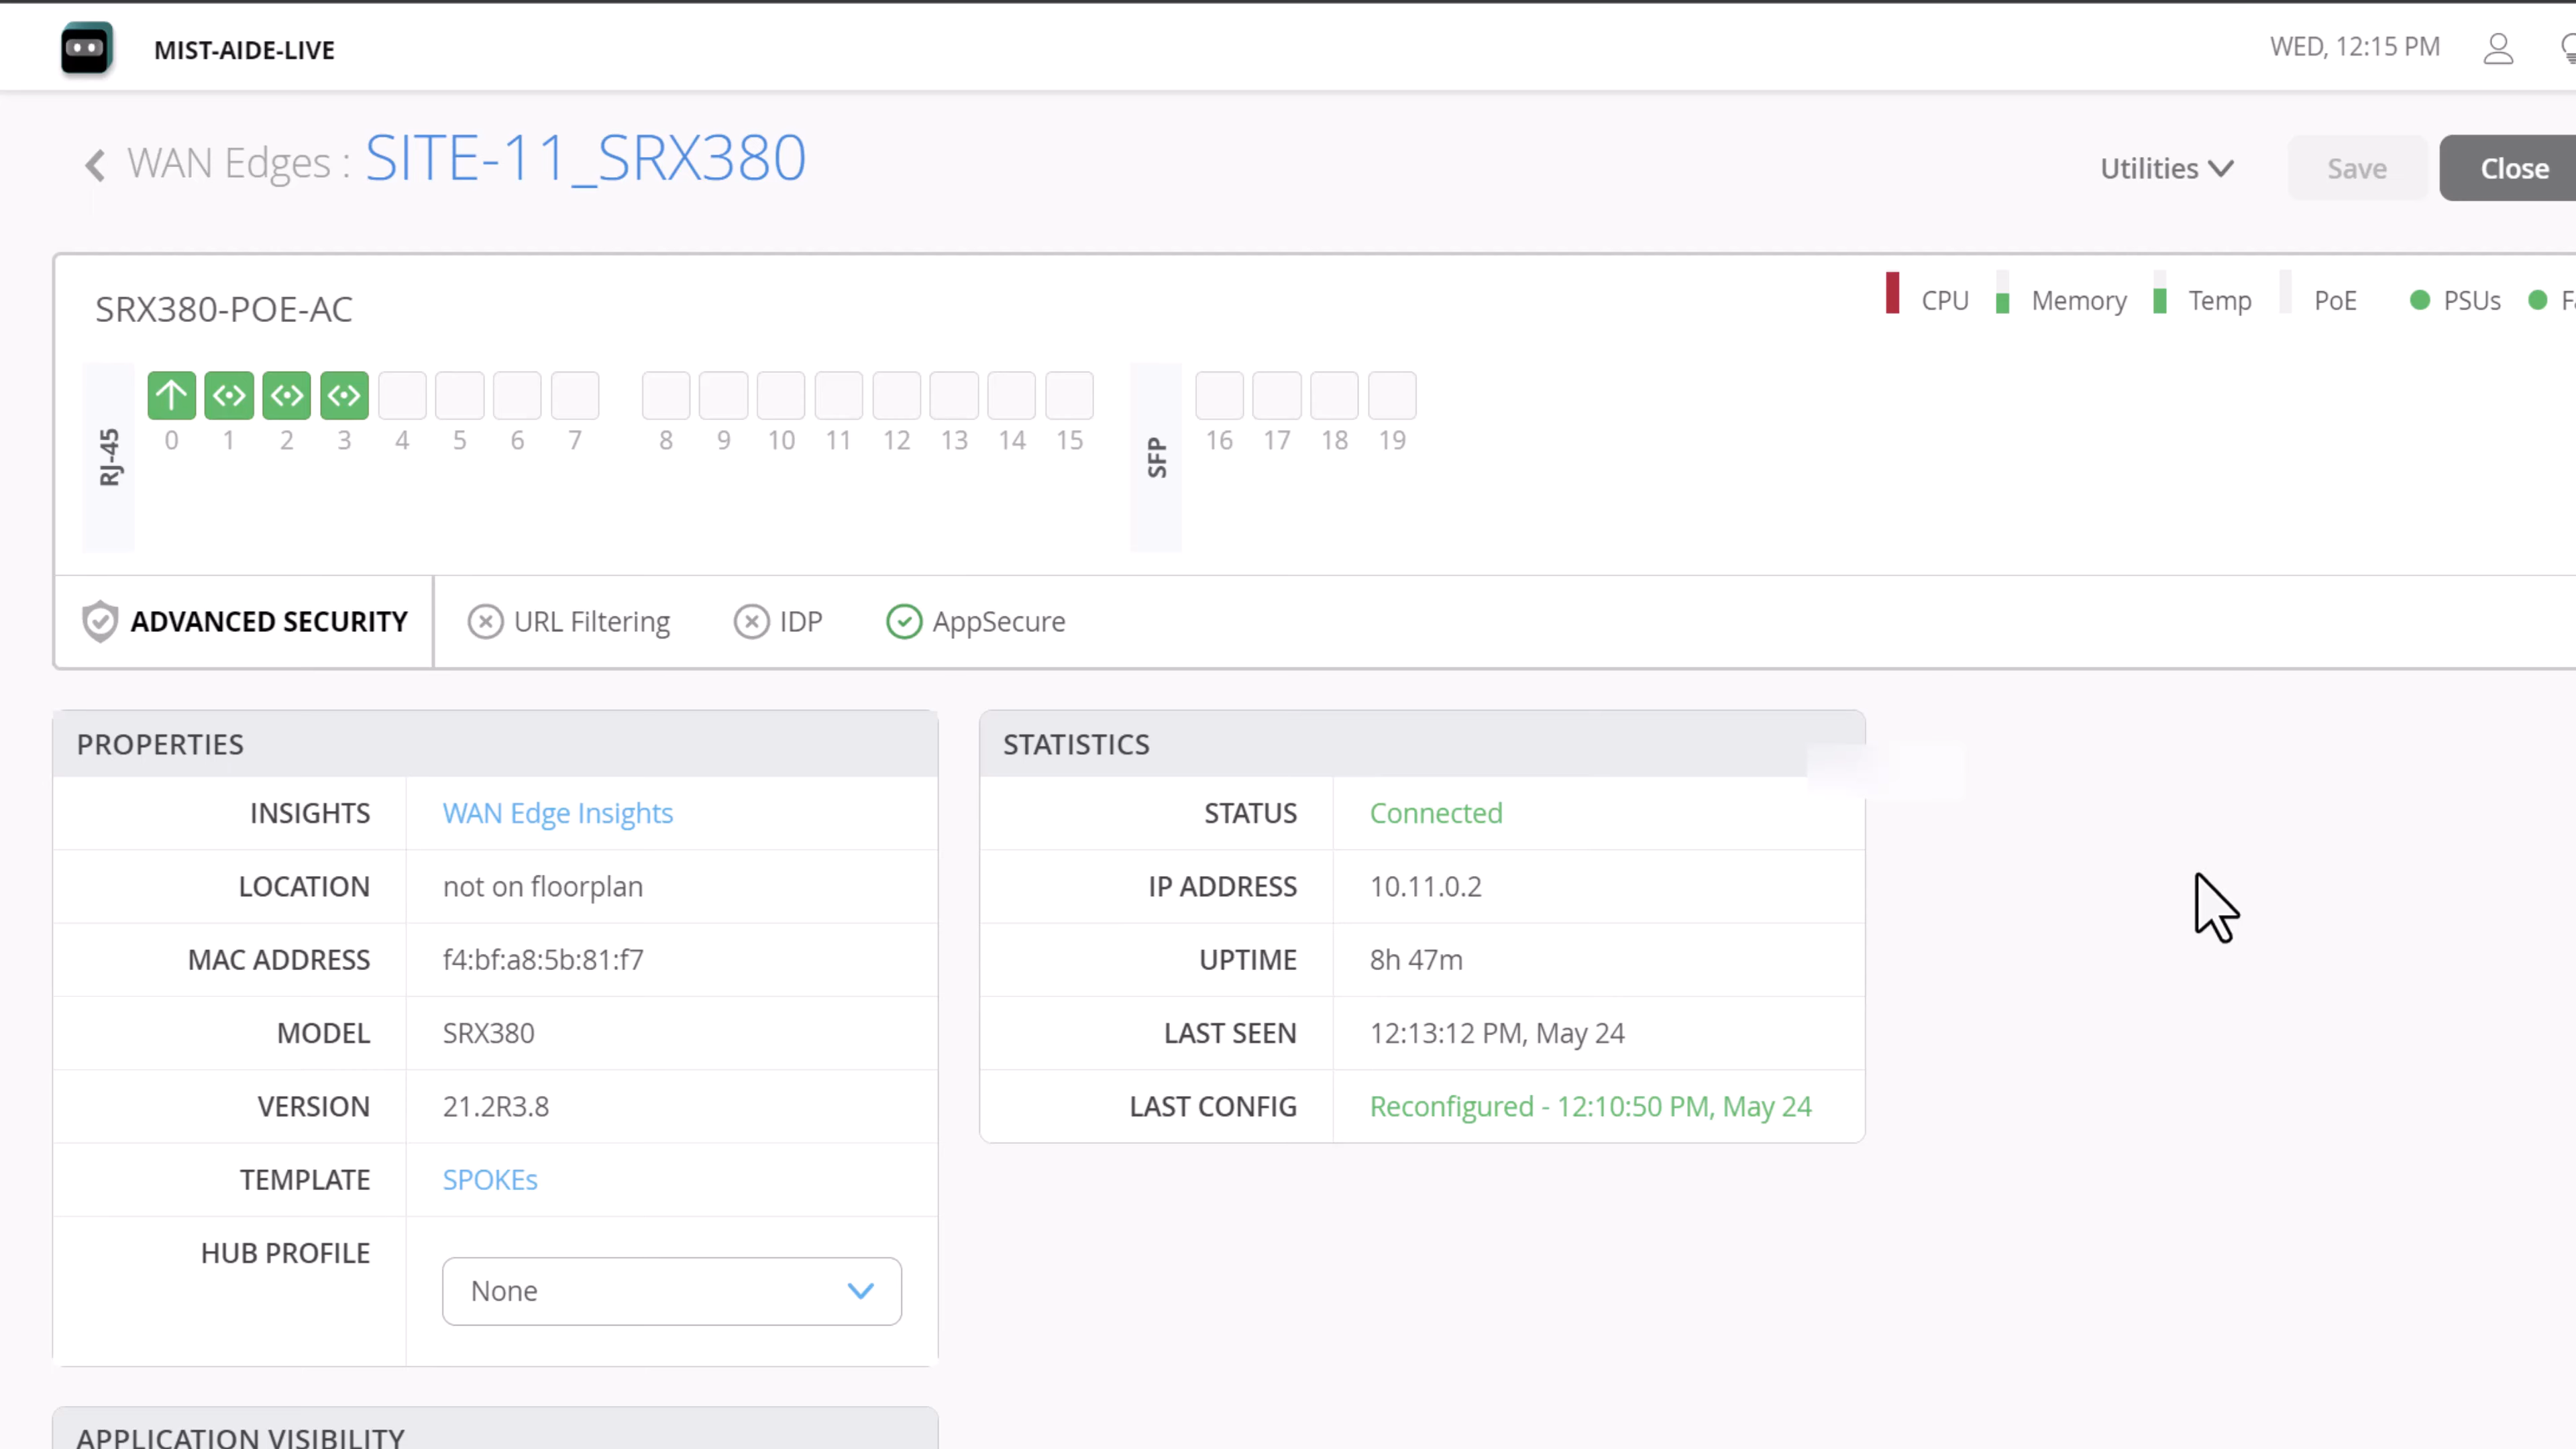 MIST-AIDE-LIVE
WED, 12:15 PM
WAN Edges : SITE-11_SRX380
Utilities
Save
Close
SRX380-POE-AC
CPU
Memory
Temp
PoE
PSUs
RJ-45
0 1 2 3 4 5 6 7 8 9 10 11 12 13 14 15
SFP
16 17 18 19
ADVANCED SECURITY
URL Filtering
IDP
AppSecure
PROPERTIES
INSIGHTS WAN Edge Insights
LOCATION not on floorplan
MAC ADDRESS f4:bf:a8:5b:81:f7
MODEL SRX380
VERSION 21.2R3.8
TEMPLATE SPOKEs
HUB PROFILE
None
STATISTICS
STATUS Connected
IP ADDRESS 10.11.0.2
UPTIME 8h 47m
LAST SEEN 12:13:12 PM, May 24
LAST CONFIG Reconfigured - 12:10:50 PM, May 24
APPLICATION VISIBILITY